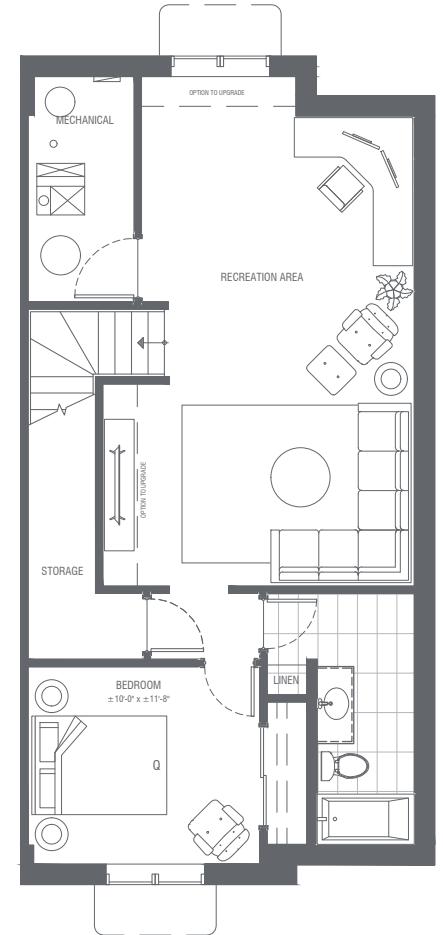 OPTION TO UPGRADE
MECHANICAL
RECREATION AREA
OPTION TO UPGRADE
STORAGE
LINEN
BEDROOM
±10'-0" x ±11'-8"
Q